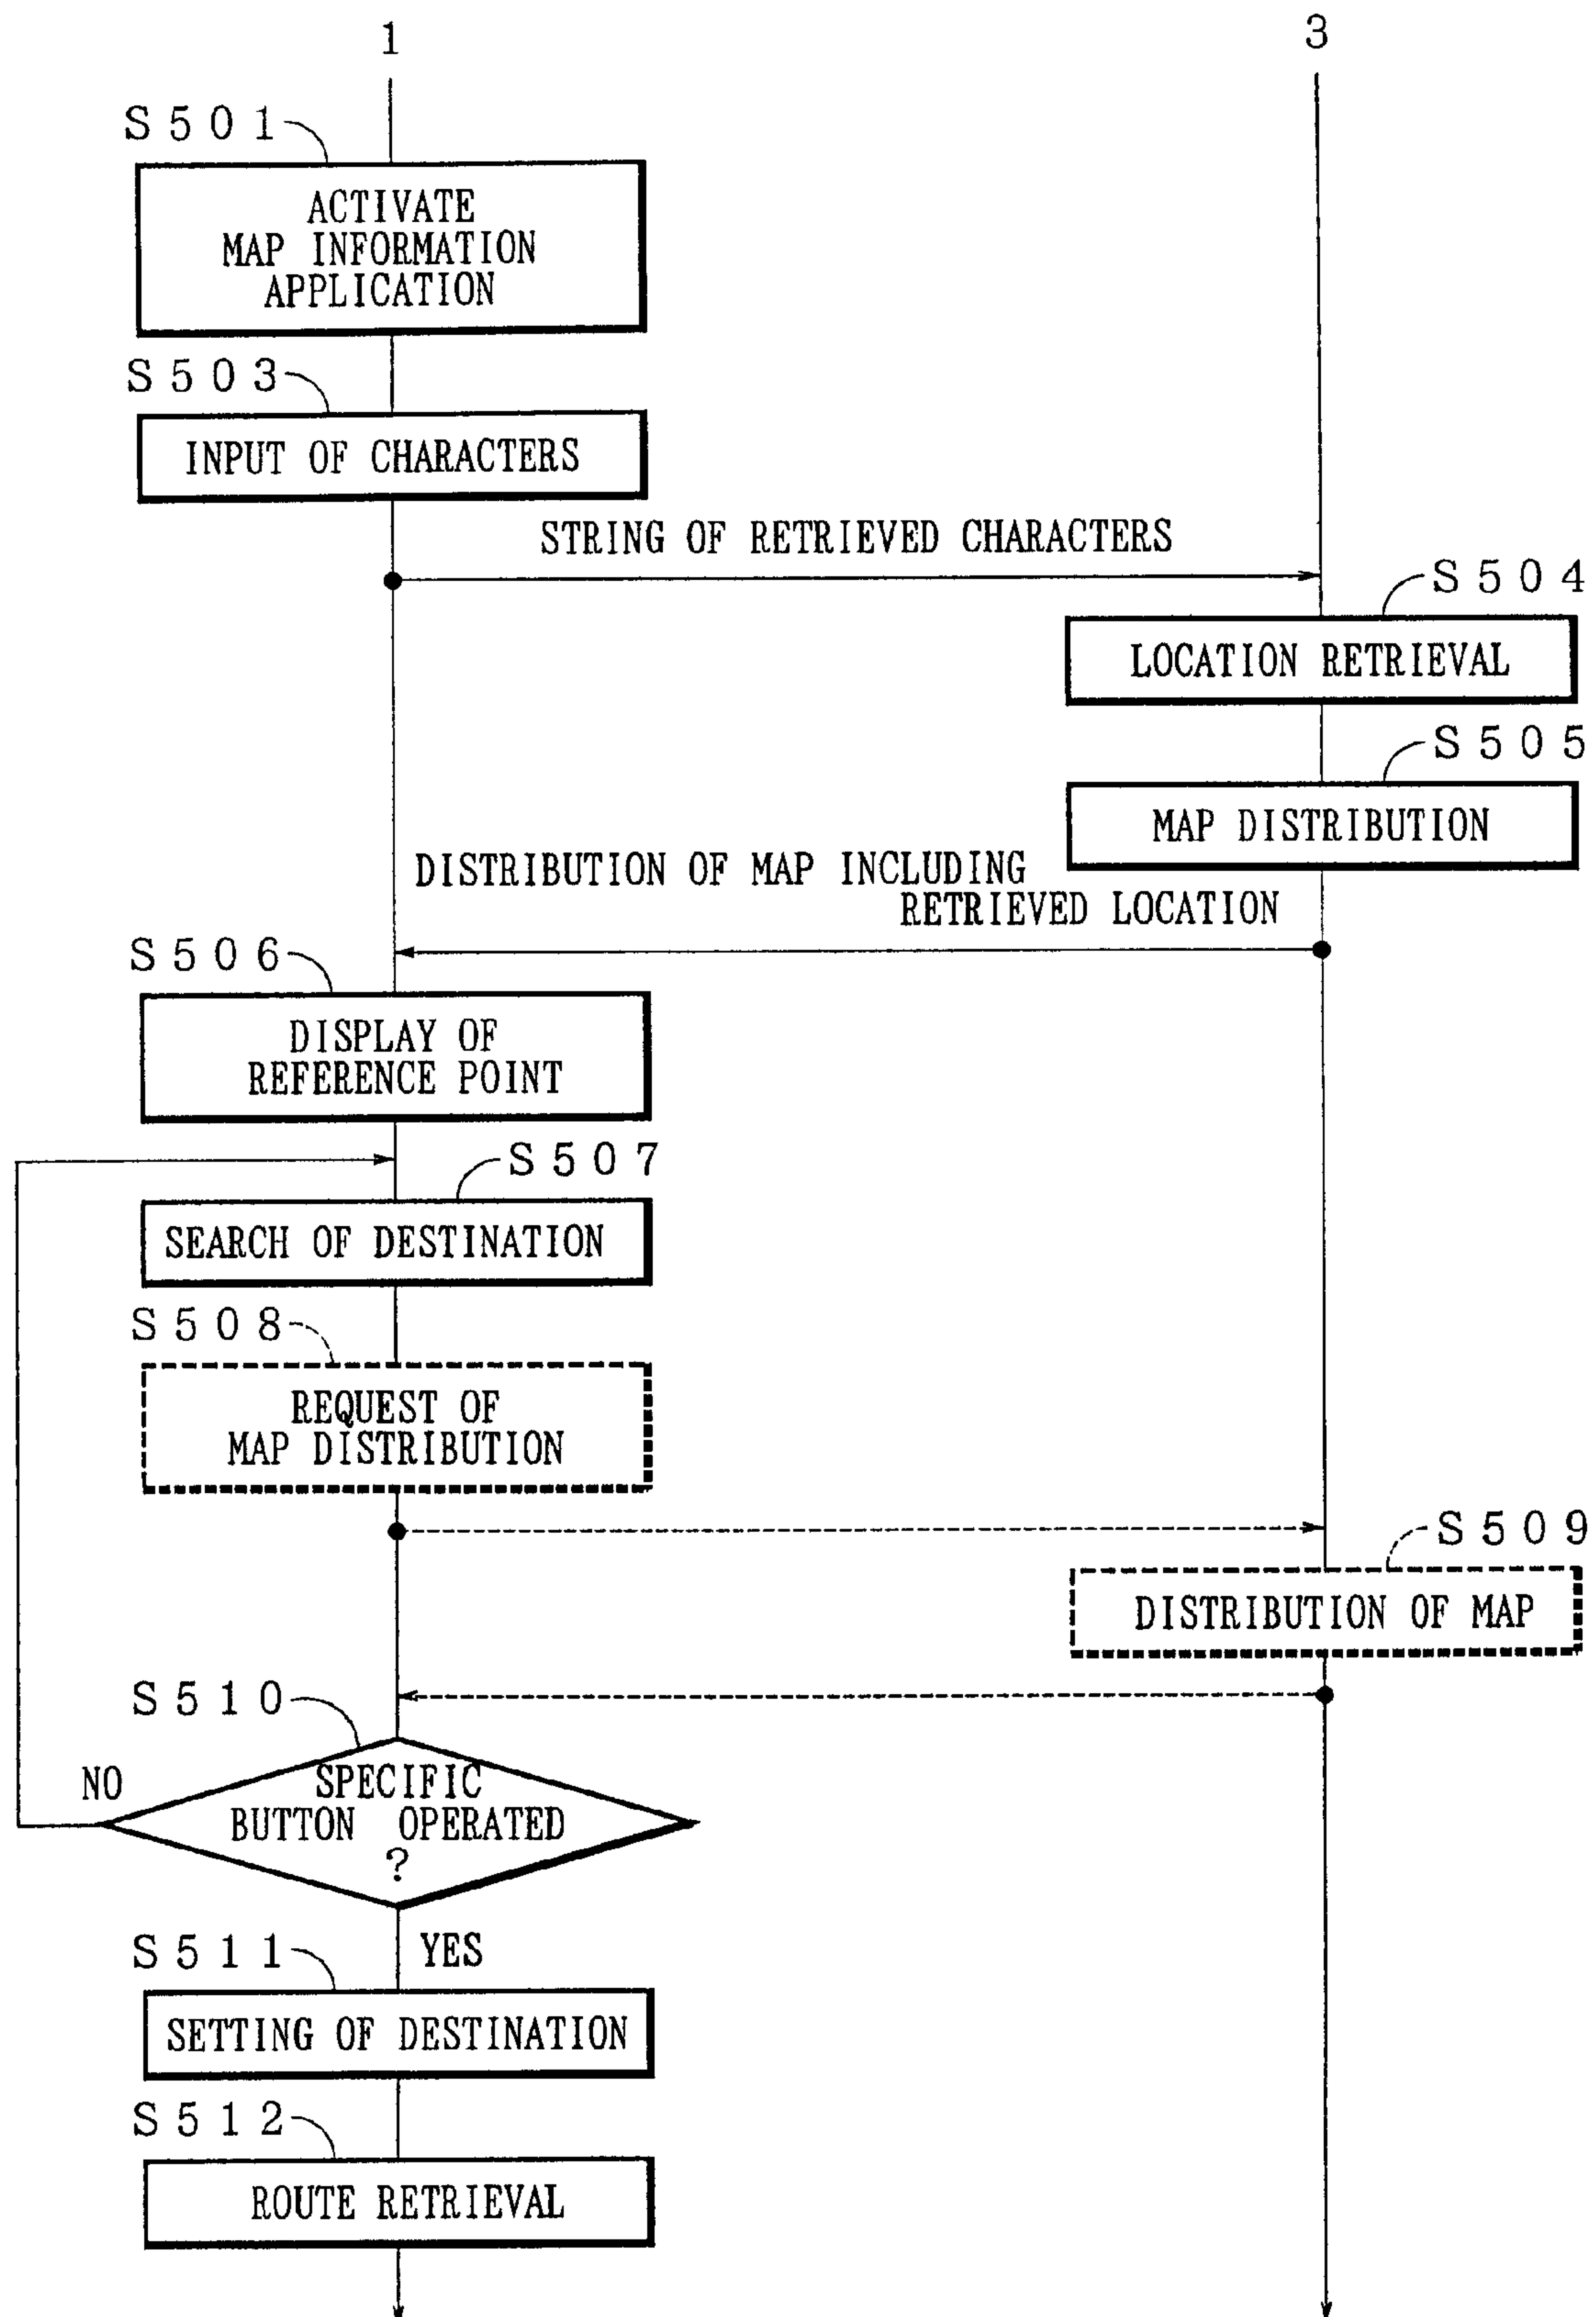 1
3
S501
ACTIVATE
MAP INFORMATION
APPLICATION
S503
INPUT OF CHARACTERS
STRING OF RETRIEVED CHARACTERS
S504
LOCATION RETRIEVAL
S505
MAP DISTRIBUTION
DISTRIBUTION OF MAP INCLUDING
RETRIEVED LOCATION
S506
DISPLAY OF
REFERENCE POINT
S507
SEARCH OF DESTINATION
S508
REQUEST OF
MAP DISTRIBUTION
S509
DISTRIBUTION OF MAP
S510
NO
SPECIFIC
BUTTON OPERATED
?
YES
S511
SETTING OF DESTINATION
S512
ROUTE RETRIEVAL